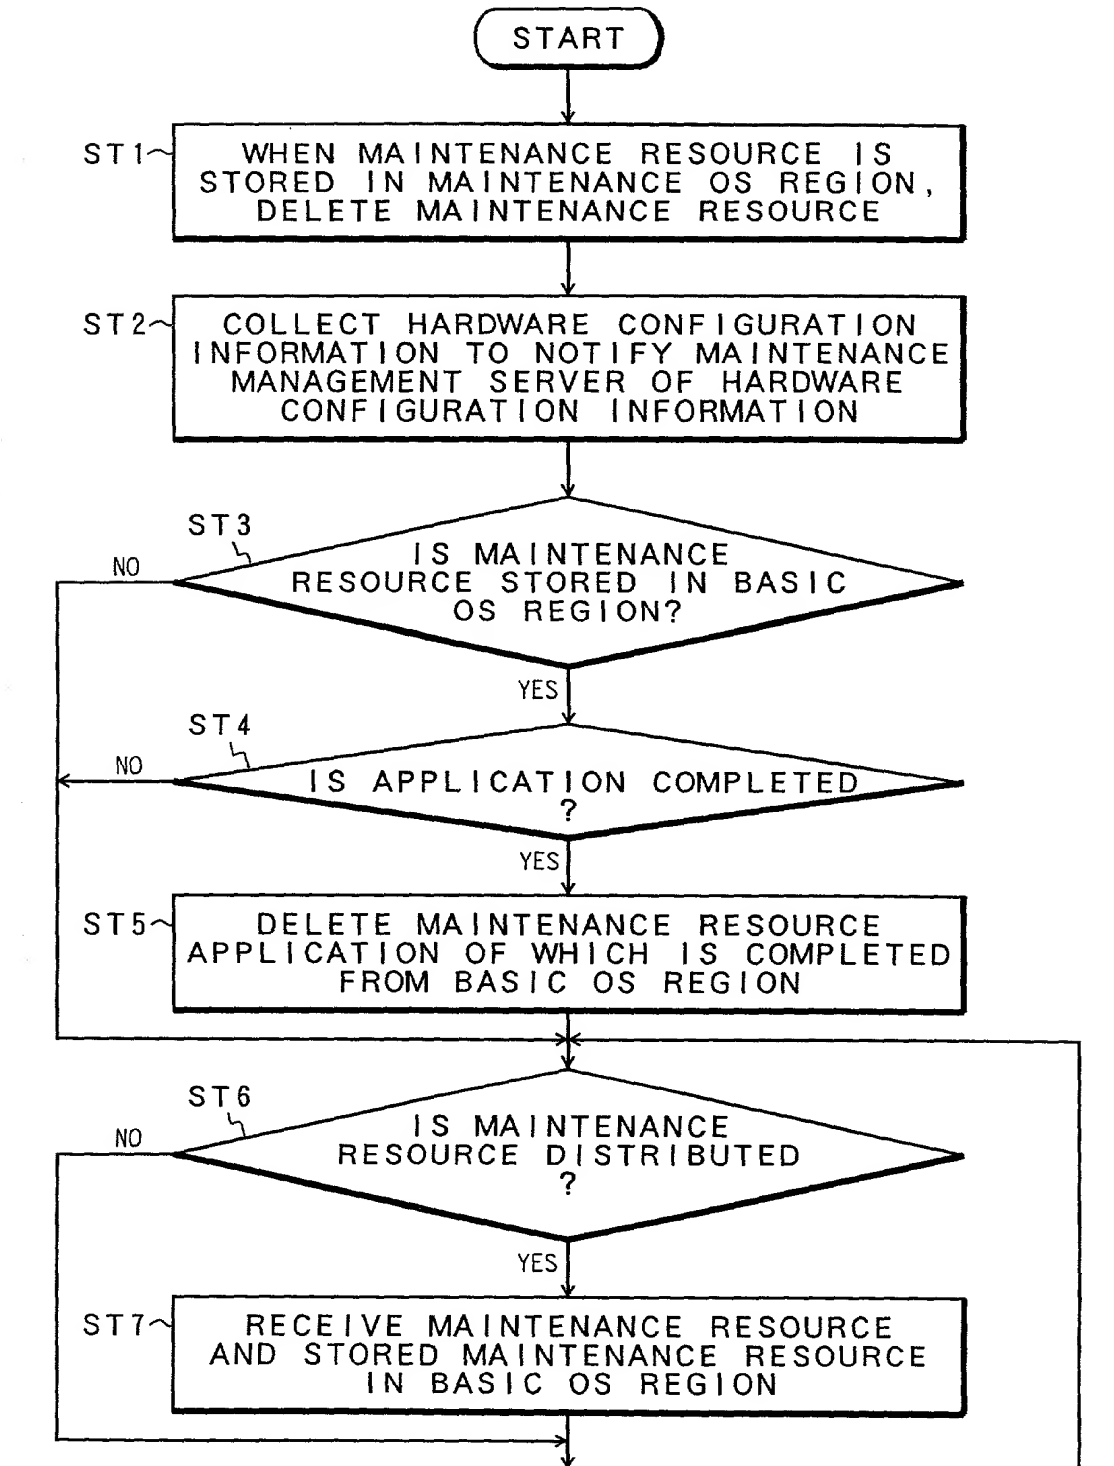 START
ST1
WHEN MAINTENANCE RESOURCE IS
STORED IN MAINTENANCE OS REGION,
DELETE MAINTENANCE RESOURCE
ST2
COLLECT HARDWARE CONFIGURATION
INFORMATION TO NOTIFY MAINTENANCE
MANAGEMENT SERVER OF HARDWARE
CONFIGURATION INFORMATION
ST3
NO
IS MAINTENANCE
RESOURCE STORED IN BASIC
OS REGION?
YES
ST4
NO
IS APPLICATION COMPLETED
?
YES
ST5
DELETE MAINTENANCE RESOURCE
APPLICATION OF WHICH IS COMPLETED
FROM BASIC OS REGION
ST6
NO
IS MAINTENANCE
RESOURCE DISTRIBUTED
?
YES
ST7
RECEIVE MAINTENANCE RESOURCE
AND STORED MAINTENANCE RESOURCE
IN BASIC OS REGION